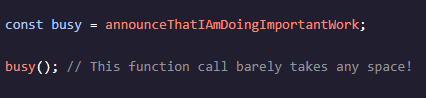 const busy = announceThatIAmDoingImportantWork;
busy(); // This function call barely takes any space!